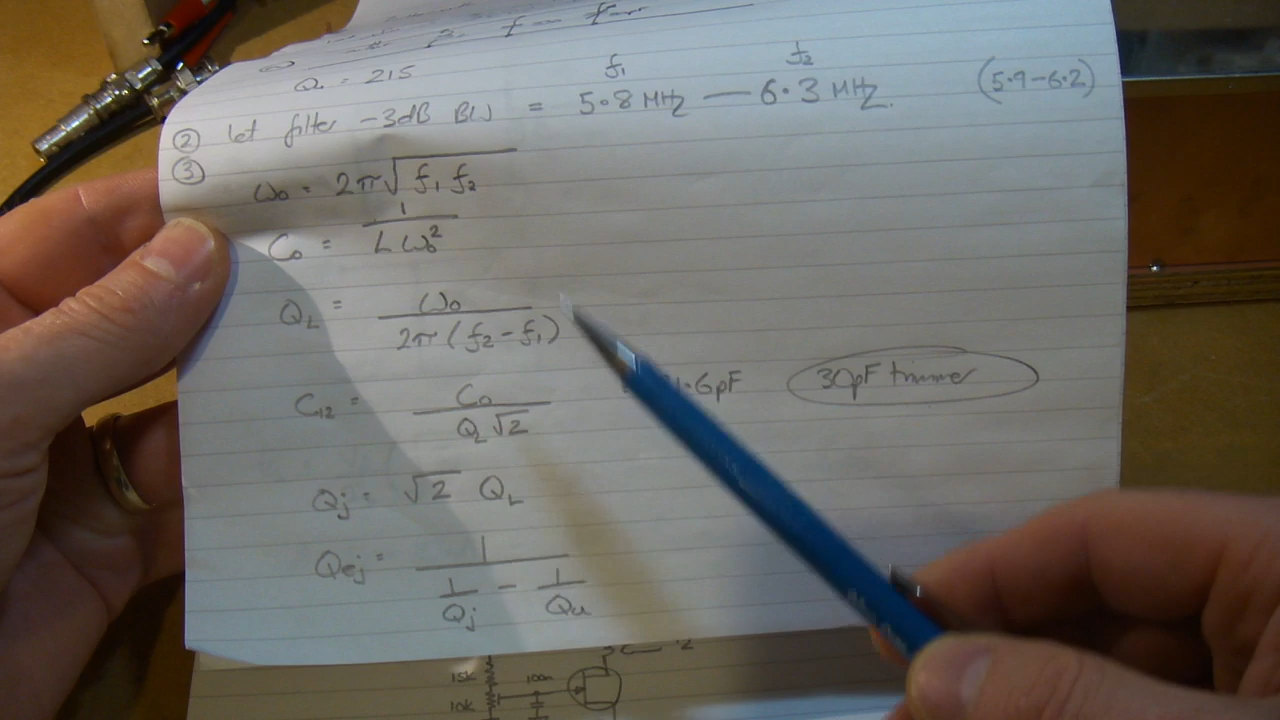 Qu = 215
f1 f2
② Let filter -3dB BW = 5.8 MHz — 6.3 MHz. (5.9-6.2)
③
ω0 = 2π√(f1 f2)
C0 = 1 / Lω0²
QL = ω0 / 2π(f2 - f1)
C12 = C0 / QL√2
.6pF 30pF trimmer
Qj = √2 QL
Qej = 1 / (1/Qj - 1/Qu)
15k 100n
10k